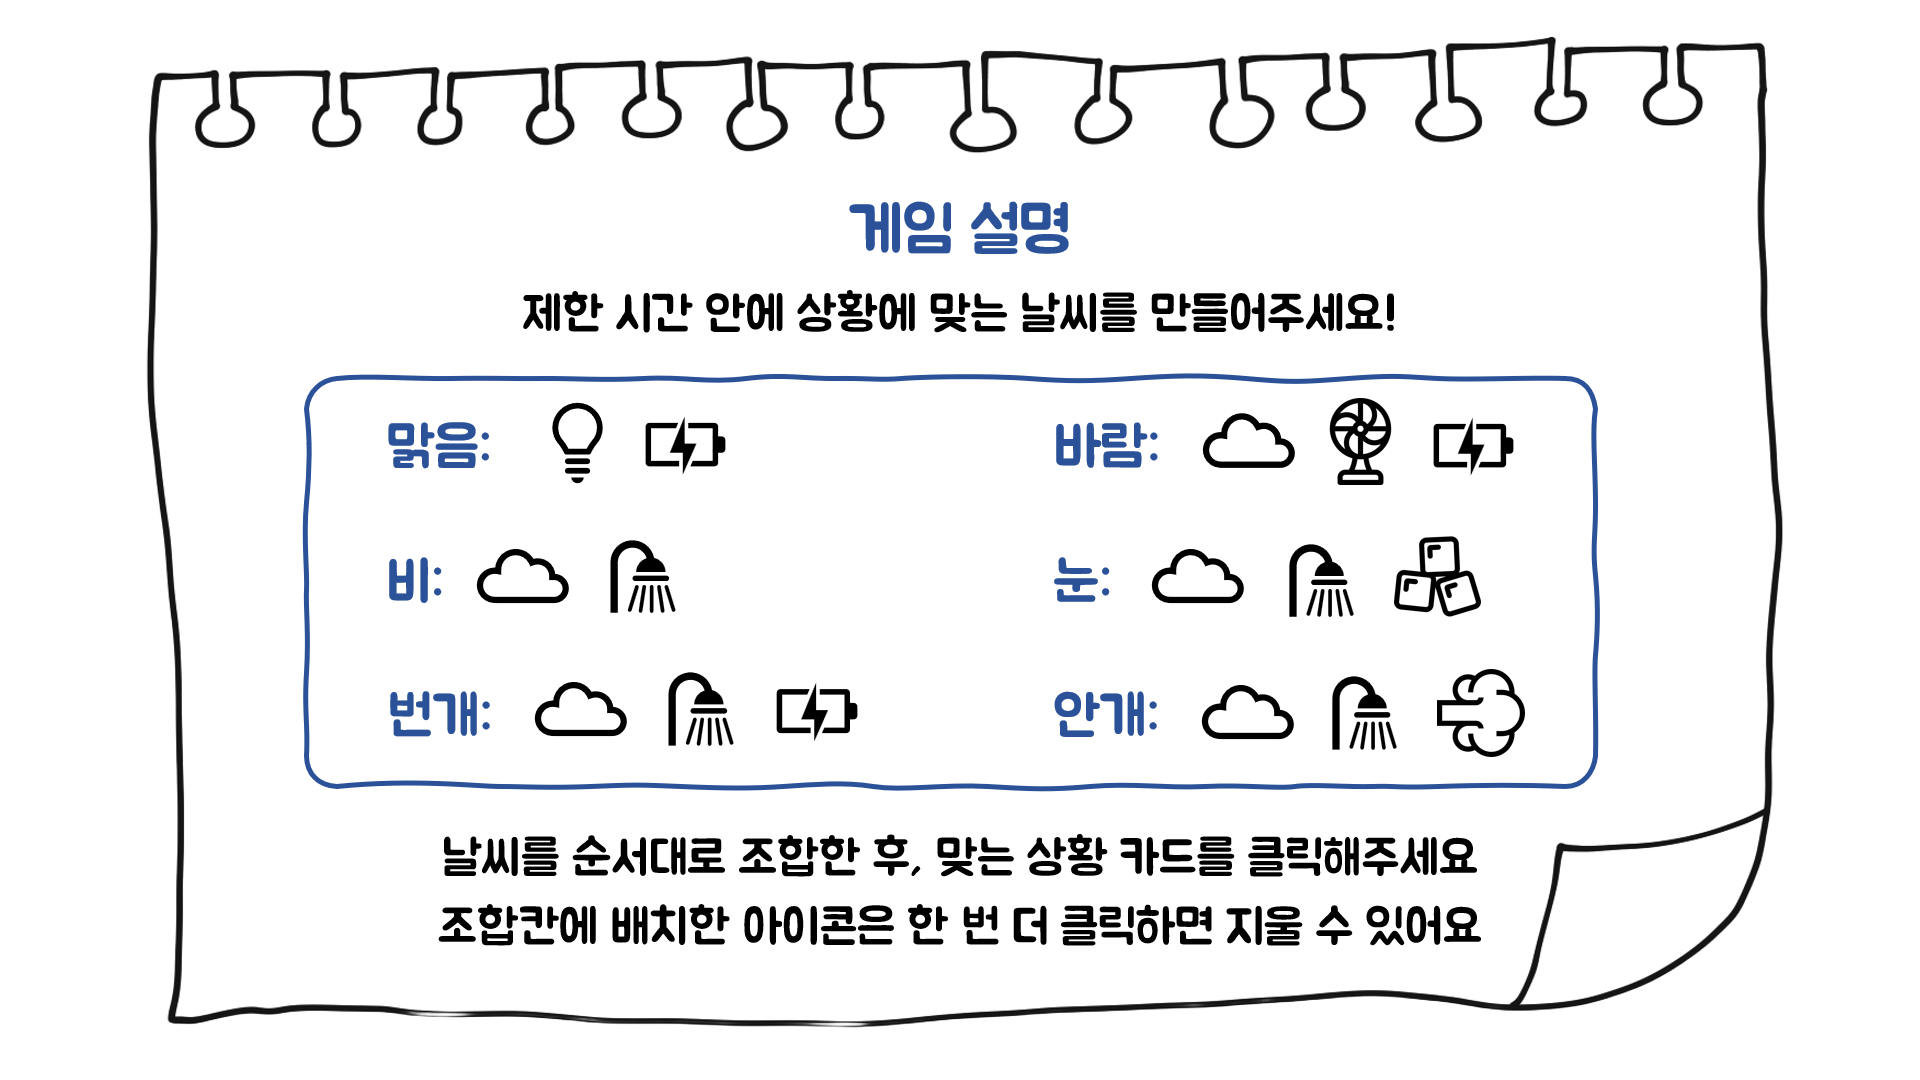 게임 설명
제한 시간 안에 상황에 맞는 날씨를 만들어주세요!
맑음:
바람:
비:
눈:
번개:
안개:
날씨를 순서대로 조합한 후, 맞는 상황 카드를 클릭해주세요
조합칸에 배치한 아이콘은 한 번 더 클릭하면 지울 수 있어요